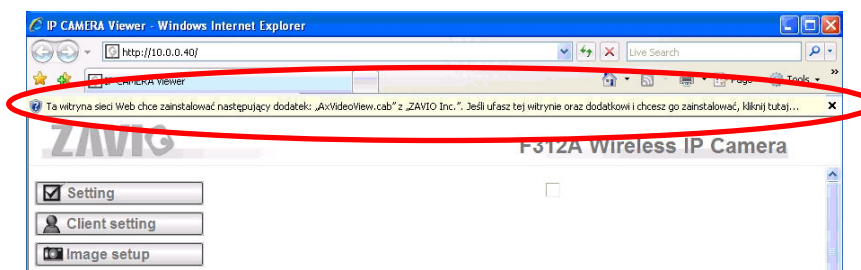 IP CAMERA Viewer - Windows Internet Explorer
http://10.0.0.40/
Live Search
IP CAMERA Viewer
Page
Tools
Ta witryna sieci Web chce zainstalować następujący dodatek: „AxVideoView.cab” z „ZAVIO Inc.”. Jeśli ufasz tej witrynie oraz dodatkowi i chcesz go zainstalować, kliknij tutaj...
ZAVIO
F312A Wireless IP Camera
Setting
Client setting
Image setup